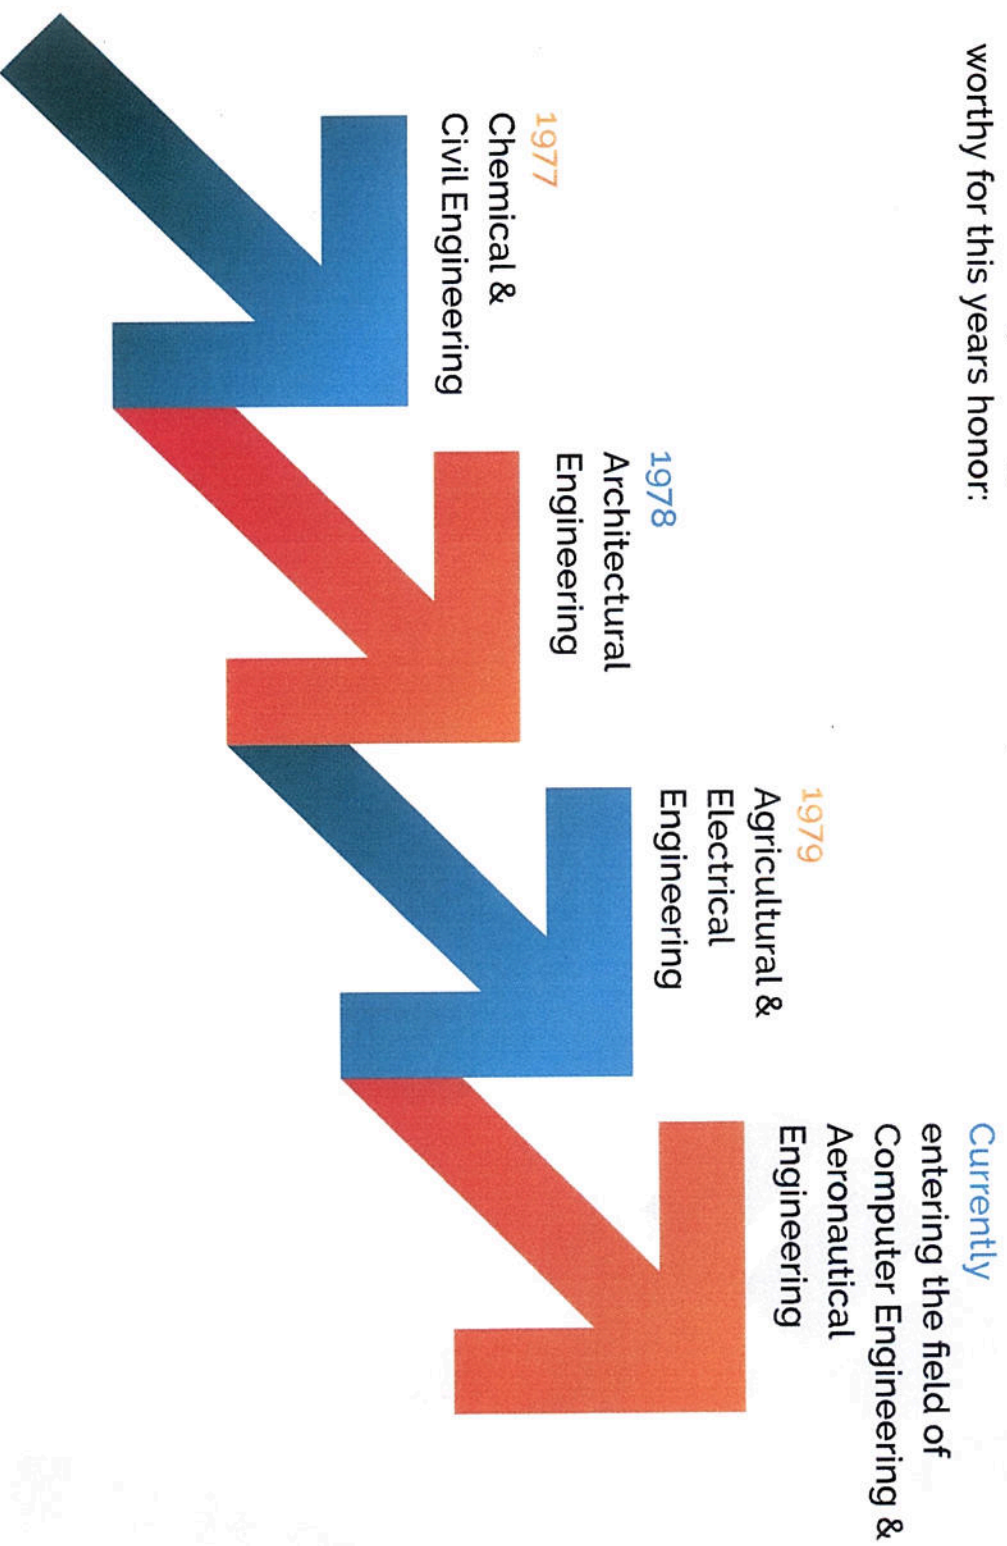 worthy for this years honor:
1977
Chemical &
Civil Engineering
1978
Architectural
Engineering
1979
Agricultural &
Electrical
Engineering
Currently
entering the field of
Computer Engineering &
Aeronautical
Engineering